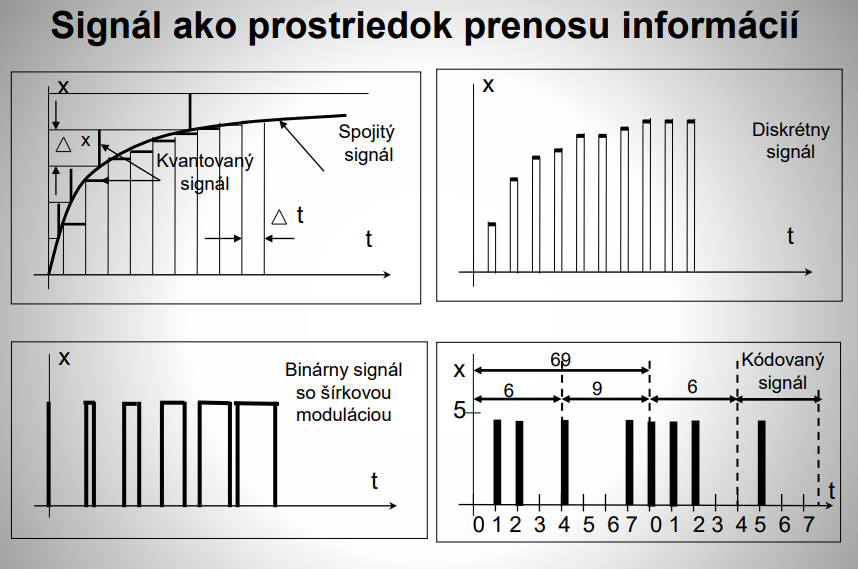 Signál ako prostriedok prenosu informácií
x
△ x
Kvantovaný
signál
Spojitý
signál
△ t
t
x
Diskrétny
signál
t
x
Binárny signál
so šírkovou
moduláciou
t
69
x
Kódovaný
signál
6
9
6
5
t
0 1 2 3 4 5 6 7 0 1 2 3 4 5 6 7